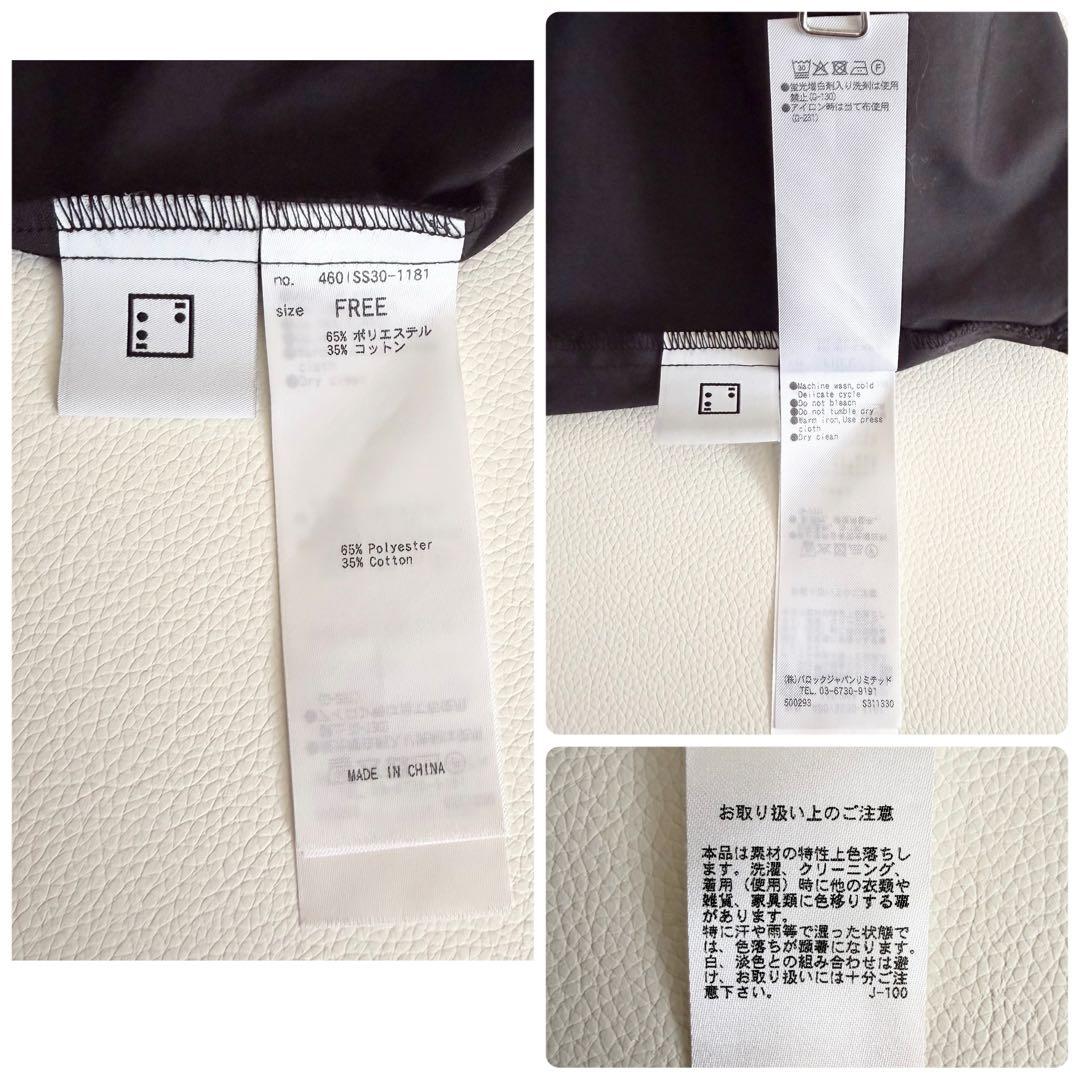 no. 460ISS30-1181
size FREE
65% ポリエステル
35% コットン
65% Polyester
35% Cotton
MADE IN CHINA
30
●蛍光増白剤入り洗剤は使用
禁止(Q-130)
●アイロン時は当て布使用
(Q-231)
●Machine wash,cold
Delicate cycle
●Do not bleach
●Do not tumble dry
●Warm iron,Use press
cloth
●Dry clean
(株)バロックジャパンリミテッド
TEL. 03-6730-9191
500293 S311330
お取り扱い上のご注意
本品は素材の特性上色落ちし
ます。洗濯、クリーニング、
着用（使用）時に他の衣類や
雑貨、家具類に色移りする事
があります。
特に汗や雨等で湿った状態で
は、色落ちが顕著になります。
白、淡色との組み合わせは避
け、お取り扱いには十分ご注
意下さい。 J-100